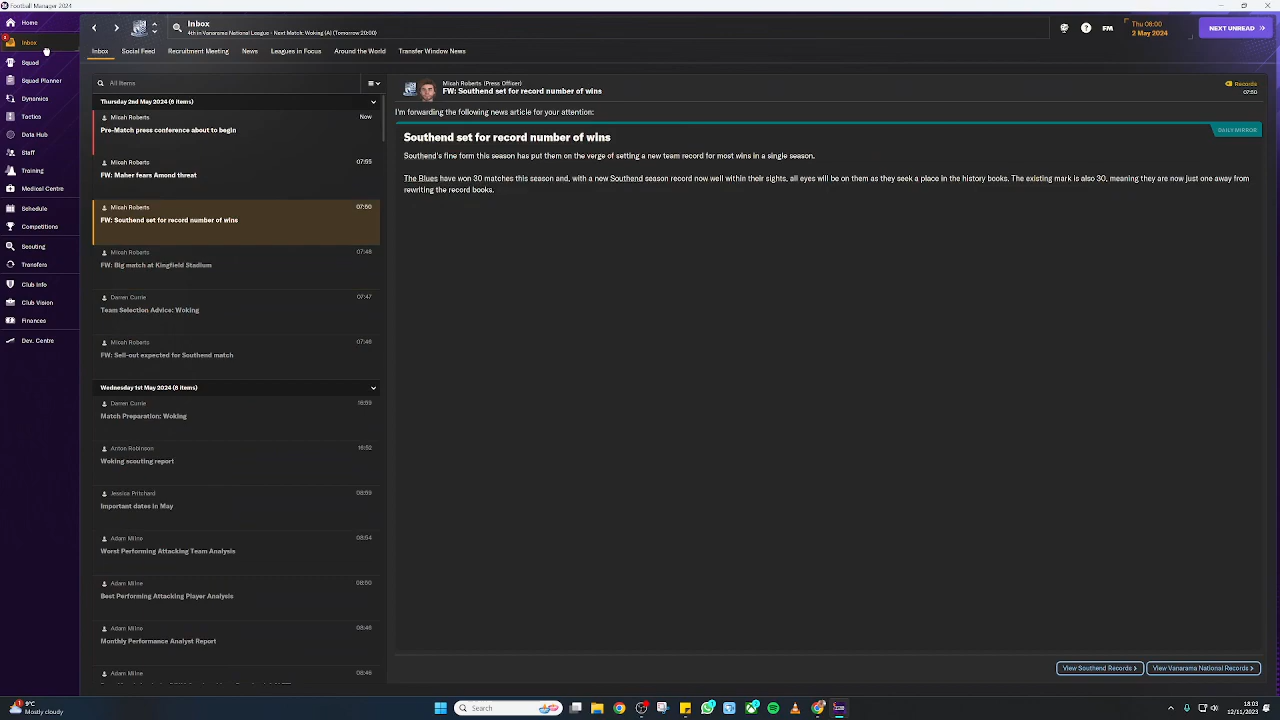 Football Manager 2024
Home
Inbox
Squad
Squad Planner
Dynamics
Tactics
Data Hub
Staff
Training
Medical Centre
Schedule
Competitions
Scouting
Transfers
Club Info
Club Vision
Finances
Dev. Centre
Inbox
4th in Vanarama National League - Next Match: Woking (A) (Tomorrow 20:00)
FM
Thu 08:00
2 May 2024
NEXT UNREAD
Inbox
Social Feed
Recruitment Meeting
News
Leagues in Focus
Around the World
Transfer Window News
All Items
Thursday 2nd May 2024 (6 items)
Micah Roberts
Now
Pre-Match press conference about to begin
Micah Roberts
07:55
FW: Maher fears Amond threat
Micah Roberts
07:50
FW: Southend set for record number of wins
Micah Roberts
07:48
FW: Big match at Kingfield Stadium
Darren Currie
07:47
Team Selection Advice: Woking
Micah Roberts
07:46
FW: Sell-out expected for Southend match
Wednesday 1st May 2024 (8 items)
Darren Currie
16:59
Match Preparation: Woking
Anton Robinson
16:52
Woking scouting report
Jessica Pritchard
08:59
Important dates in May
Adam Milne
08:54
Worst Performing Attacking Team Analysis
Adam Milne
08:50
Best Performing Attacking Player Analysis
Adam Milne
08:46
Monthly Performance Analyst Report
Adam Milne
08:46
Micah Roberts (Press Officer)
FW: Southend set for record number of wins
Records
07:50
I'm forwarding the following news article for your attention:
DAILY MIRROR
Southend set for record number of wins
Southend's fine form this season has put them on the verge of setting a new team record for most wins in a single season.
The Blues have won 30 matches this season and, with a new Southend season record now well within their sights, all eyes will be on them as they seek a place in the history books. The existing mark is also 30, meaning they are now just one away from
rewriting the record books.
View Southend Records >
View Vanarama National Records >
9°C
Mostly cloudy
Search
18:03
12/11/2023